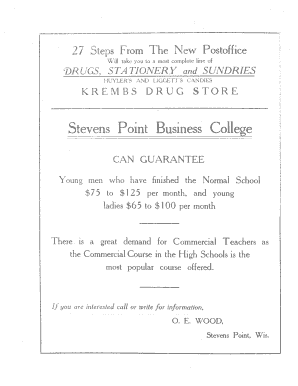 27 Steps From The New Postoffice
Will take you to a most complete line of
DRUGS, STATIONERY and SUNDRIES
HUYLER'S AND LIGGETT'S CANDIES
KREMBS DRUG STORE
Stevens Point Business College
CAN GUARANTEE
Young men who have finished the Normal School
$75 to $125 per month, and young
ladies $65 to $100 per month
There is a great demand for Commercial Teachers as
the Commercial Course in the High Schools is the
most popular course offered.
If you are interested call or write for information,
O. E. WOOD,
Stevens Point, Wis.